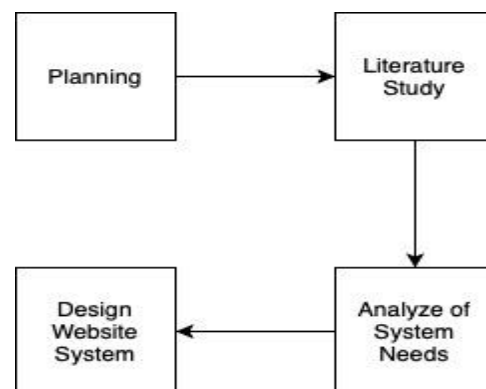 Planning
Literature
Study
Analyze of
System
Needs
Design
Website
System